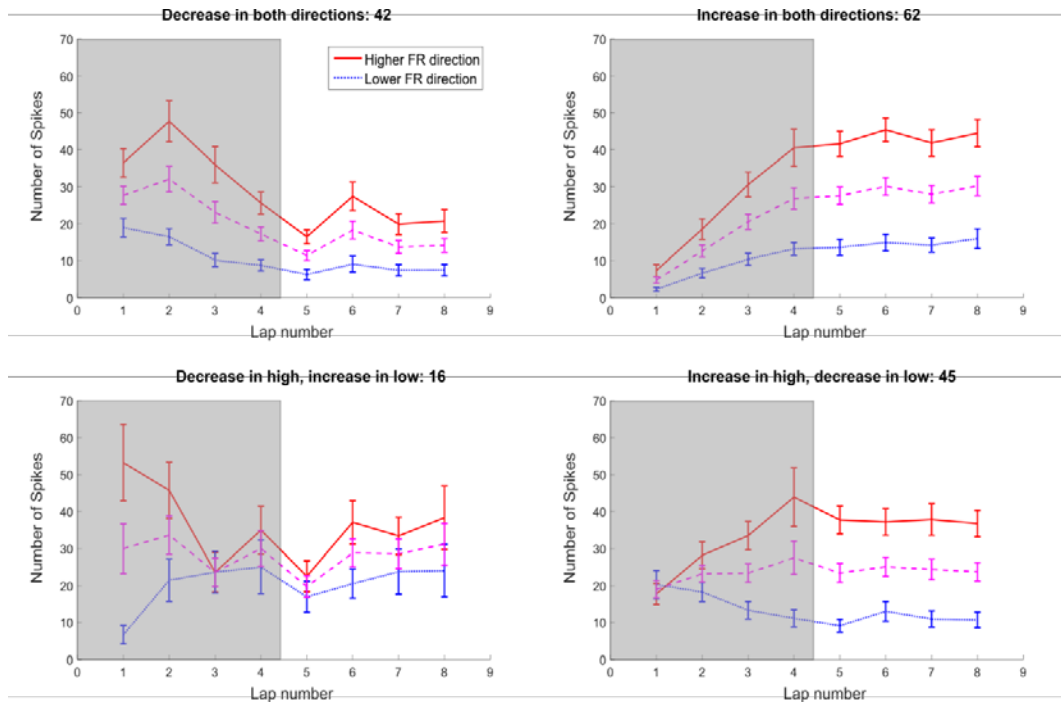 Decrease in both directions: 42
70
60
50
40
30
20
10
0
Number of Spikes
Higher FR direction
Lower FR direction
0 1 2 3 4 5 6 7 8 9
Lap number
Increase in both directions: 62
70
60
50
40
30
20
10
0
Number of Spikes
0 1 2 3 4 5 6 7 8 9
Lap number
Decrease in high, increase in low: 16
70
60
50
40
30
20
10
0
Number of Spikes
0 1 2 3 4 5 6 7 8 9
Lap number
Increase in high, decrease in low: 45
70
60
50
40
30
20
10
0
Number of Spikes
0 1 2 3 4 5 6 7 8 9
Lap number